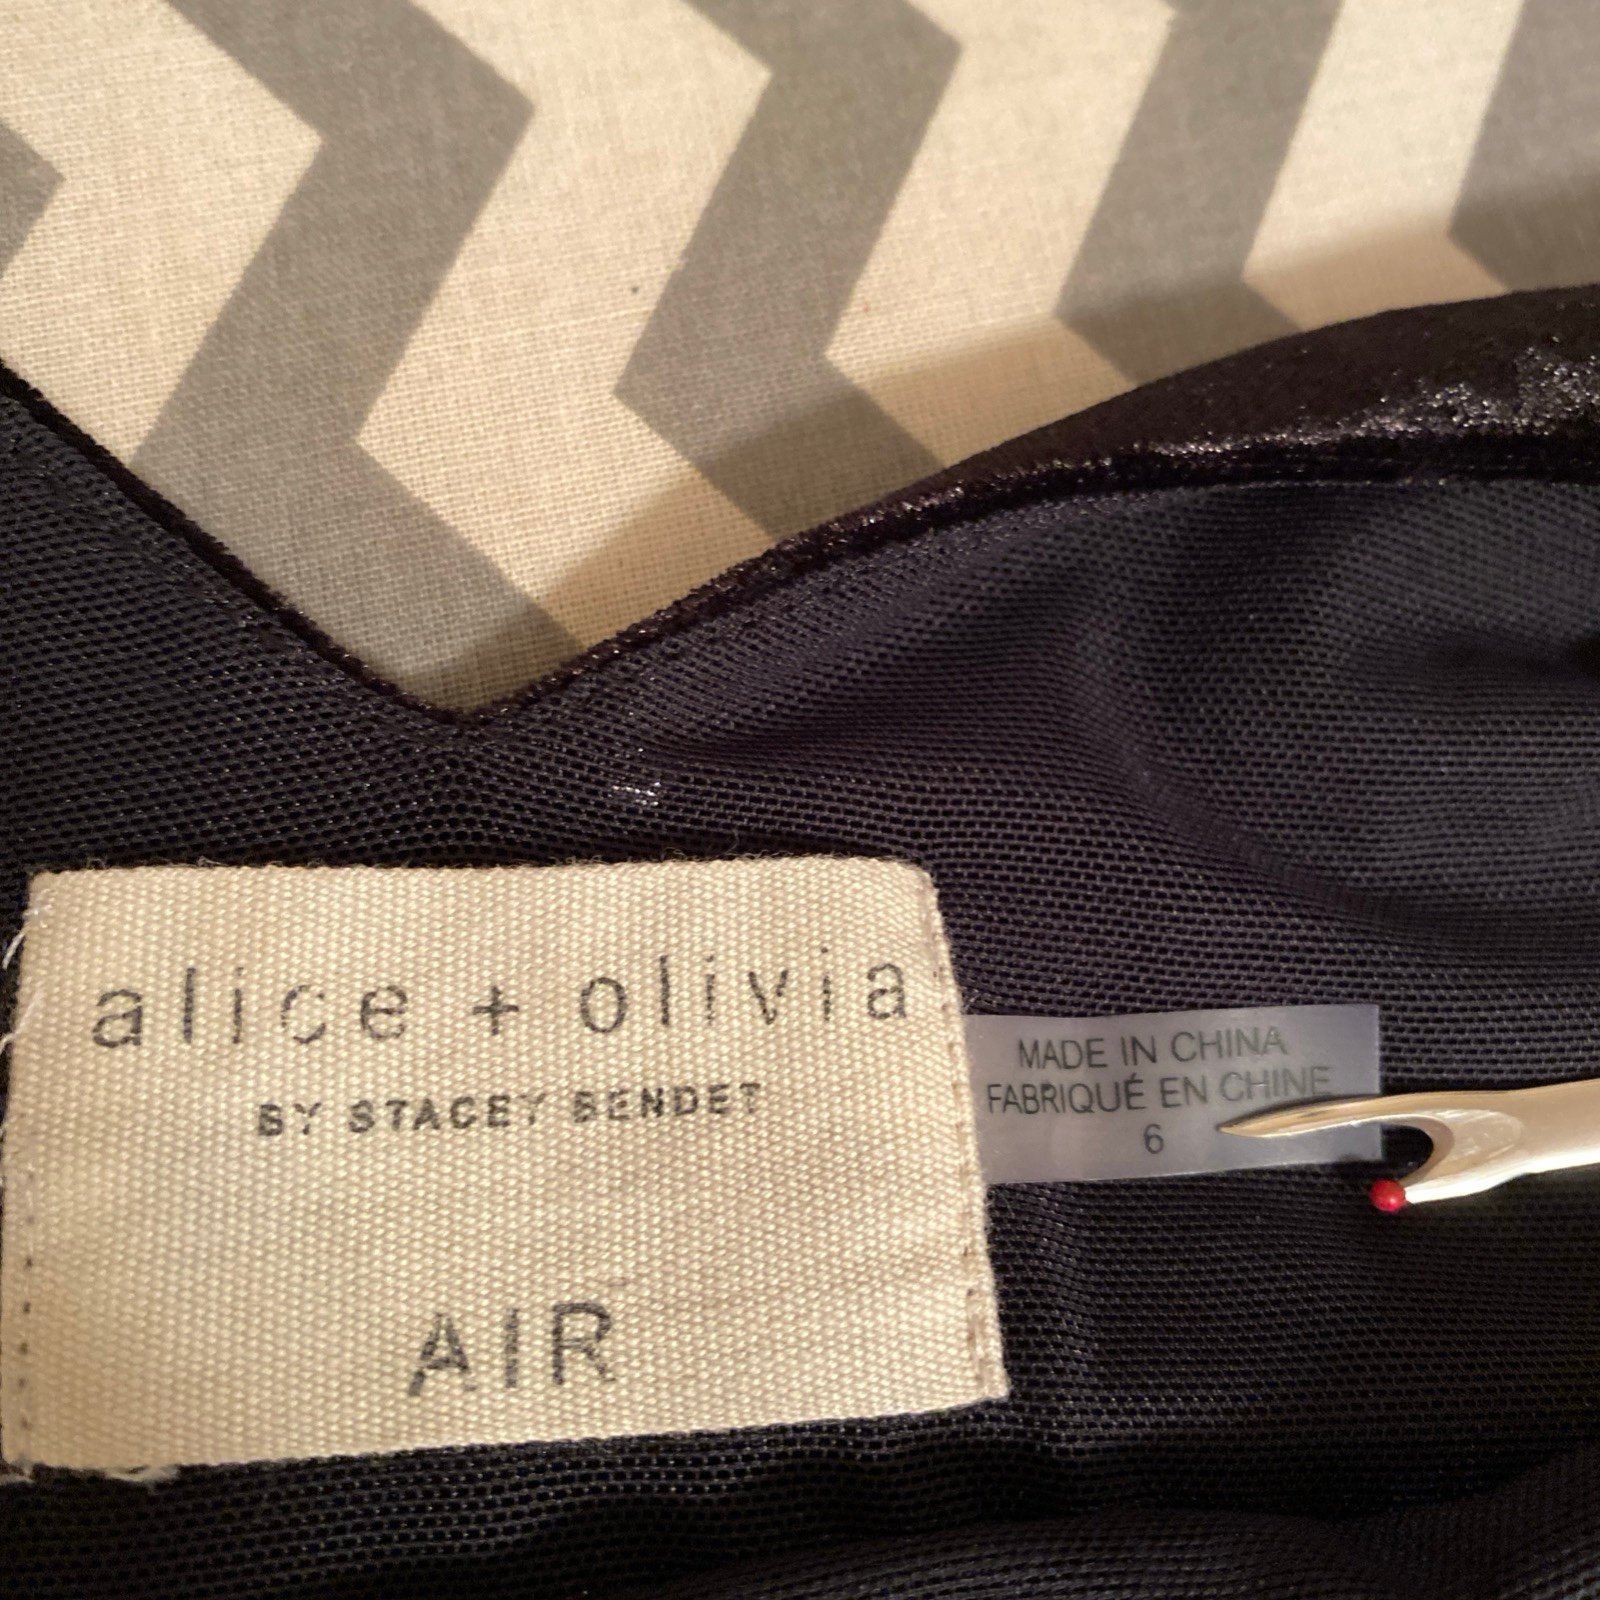 alice + olivia
BY STACEY BENDET
AIR
MADE IN CHINA
FABRIQUÉ EN CHINE
6